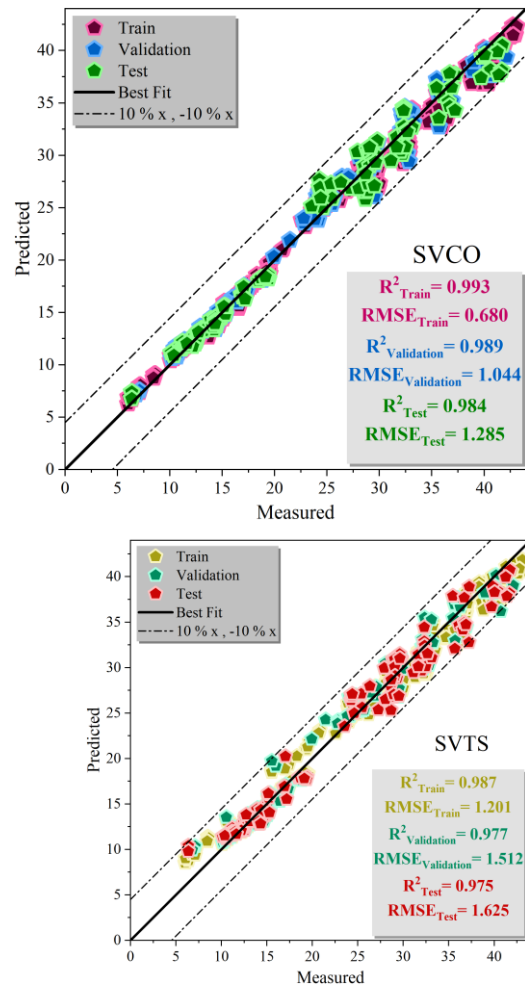 Train
Validation
Test
Best Fit
10 % x , -10 % x
40
35
30
25
20
15
10
5
0
Predicted
SVCO
R²Train= 0.993
RMSETrain= 0.680
R²Validation= 0.989
RMSEValidation= 1.044
R²Test= 0.984
RMSETest= 1.285
0 5 10 15 20 25 30 35 40
Measured
Train
Validation
Test
Best Fit
10 % x , -10 % x
40
35
30
25
20
15
10
5
0
Predicted
SVTS
R²Train= 0.987
RMSETrain= 1.201
R²Validation= 0.977
RMSEValidation= 1.512
R²Test= 0.975
RMSETest= 1.625
0 5 10 15 20 25 30 35 40
Measured